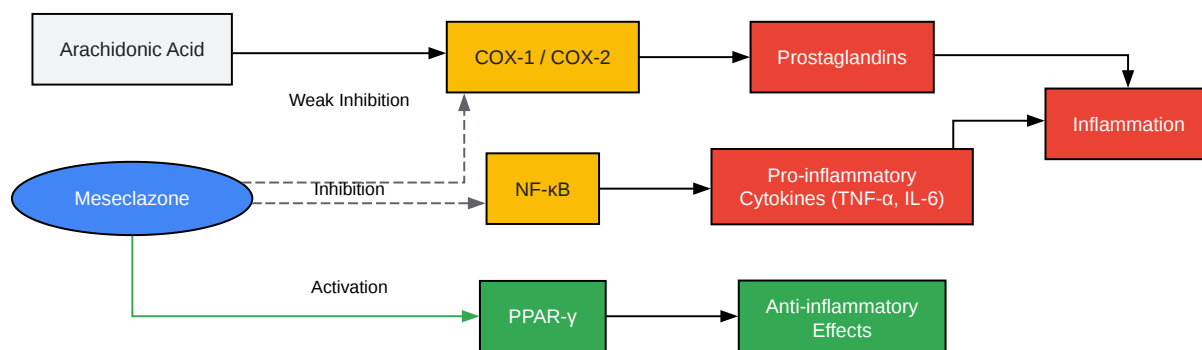 Arachidonic Acid
COX-1 / COX-2
Prostaglandins
Weak Inhibition
Inflammation
Meseclazone
Inhibition
NF-κB
Pro-inflammatory
Cytokines (TNF-α, IL-6)
Activation
PPAR-γ
Anti-inflammatory
Effects